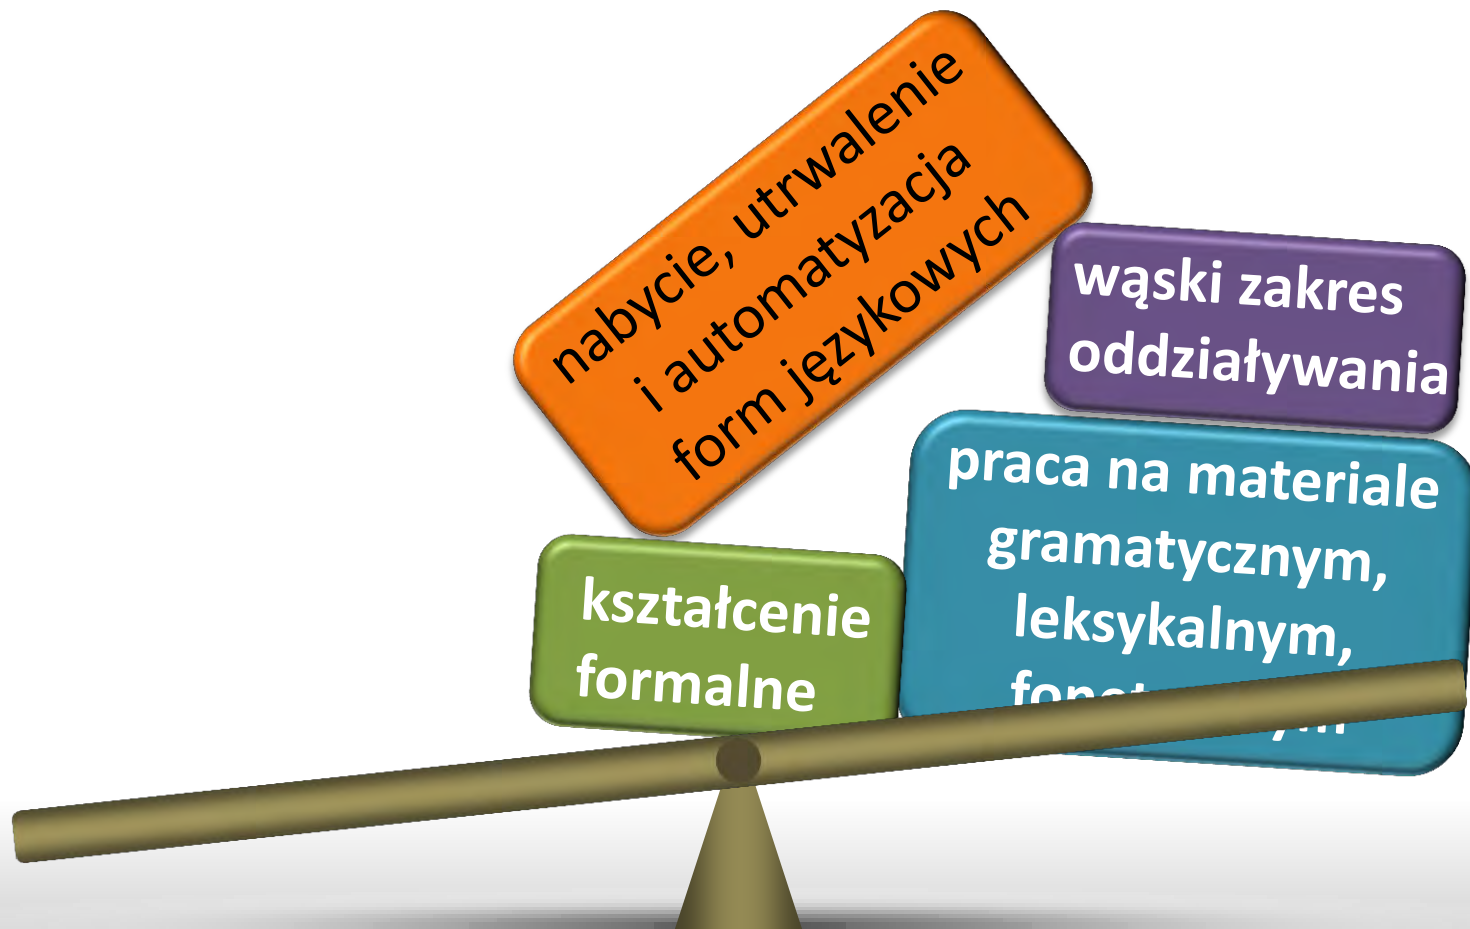 nabycie, utrwalenie
i automatyzacja
form językowych
wąski zakres
oddziaływania
praca na materiale
gramatycznym,
leksykalnym,
kształcenie
formalne